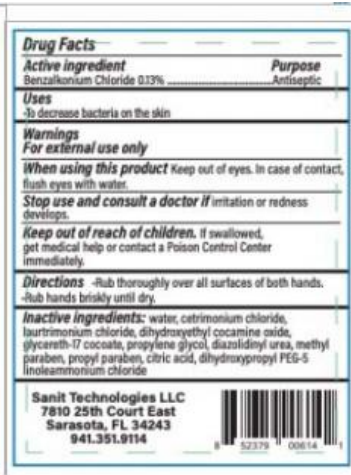 Drug Facts
Active ingredient Purpose
Benzalkonium Chloride 0.13% ........................ Antiseptic
Uses
-To decrease bacteria on the skin
Warnings
For external use only
When using this product Keep out of eyes. In case of contact,
flush eyes with water.
Stop use and consult a doctor if irritation or redness
develops.
Keep out of reach of children. If swallowed,
get medical help or contact a Poison Control Center
immediately.
Directions -Rub thoroughly over all surfaces of both hands.
-Rub hands briskly until dry.
Inactive ingredients: water, cetrimonium chloride,
laurtrimonium chloride, dihydroxyethyl cocamine oxide,
glycereth-17 cocoate, propylene glycol, diazolidinyl urea, methyl
paraben, propyl paraben, citric acid, dihydroxypropyl PEG-5
linoleammonium chloride
Sanit Technologies LLC
7810 25th Court East
Sarasota, FL 34243
941.351.9114
8 52379 00614 1